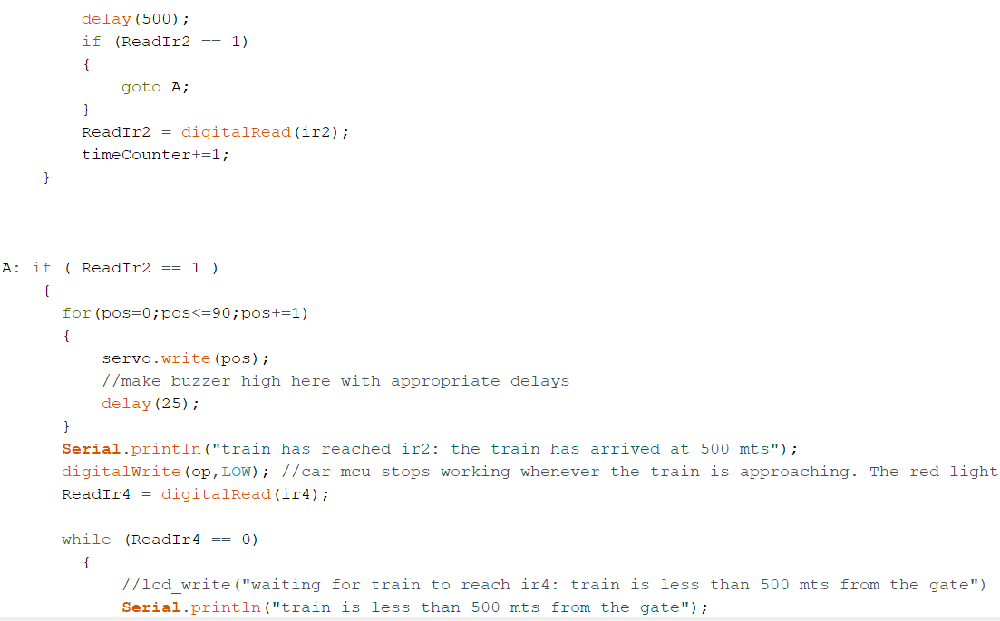 delay(500);
if (ReadIr2 == 1)
{
goto A;
}
ReadIr2 = digitalRead(ir2);
timeCounter+=1;
}
A: if ( ReadIr2 == 1 )
{
for(pos=0;pos<=90;pos+=1)
{
servo.write(pos);
//make buzzer high here with appropriate delays
delay(25);
}
Serial.println("train has reached ir2: the train has arrived at 500 mts");
digitalWrite(op,LOW); //car mcu stops working whenever the train is approaching. The red light
ReadIr4 = digitalRead(ir4);
while (ReadIr4 == 0)
{
//lcd_write("waiting for train to reach ir4: train is less than 500 mts from the gate")
Serial.println("train is less than 500 mts from the gate");